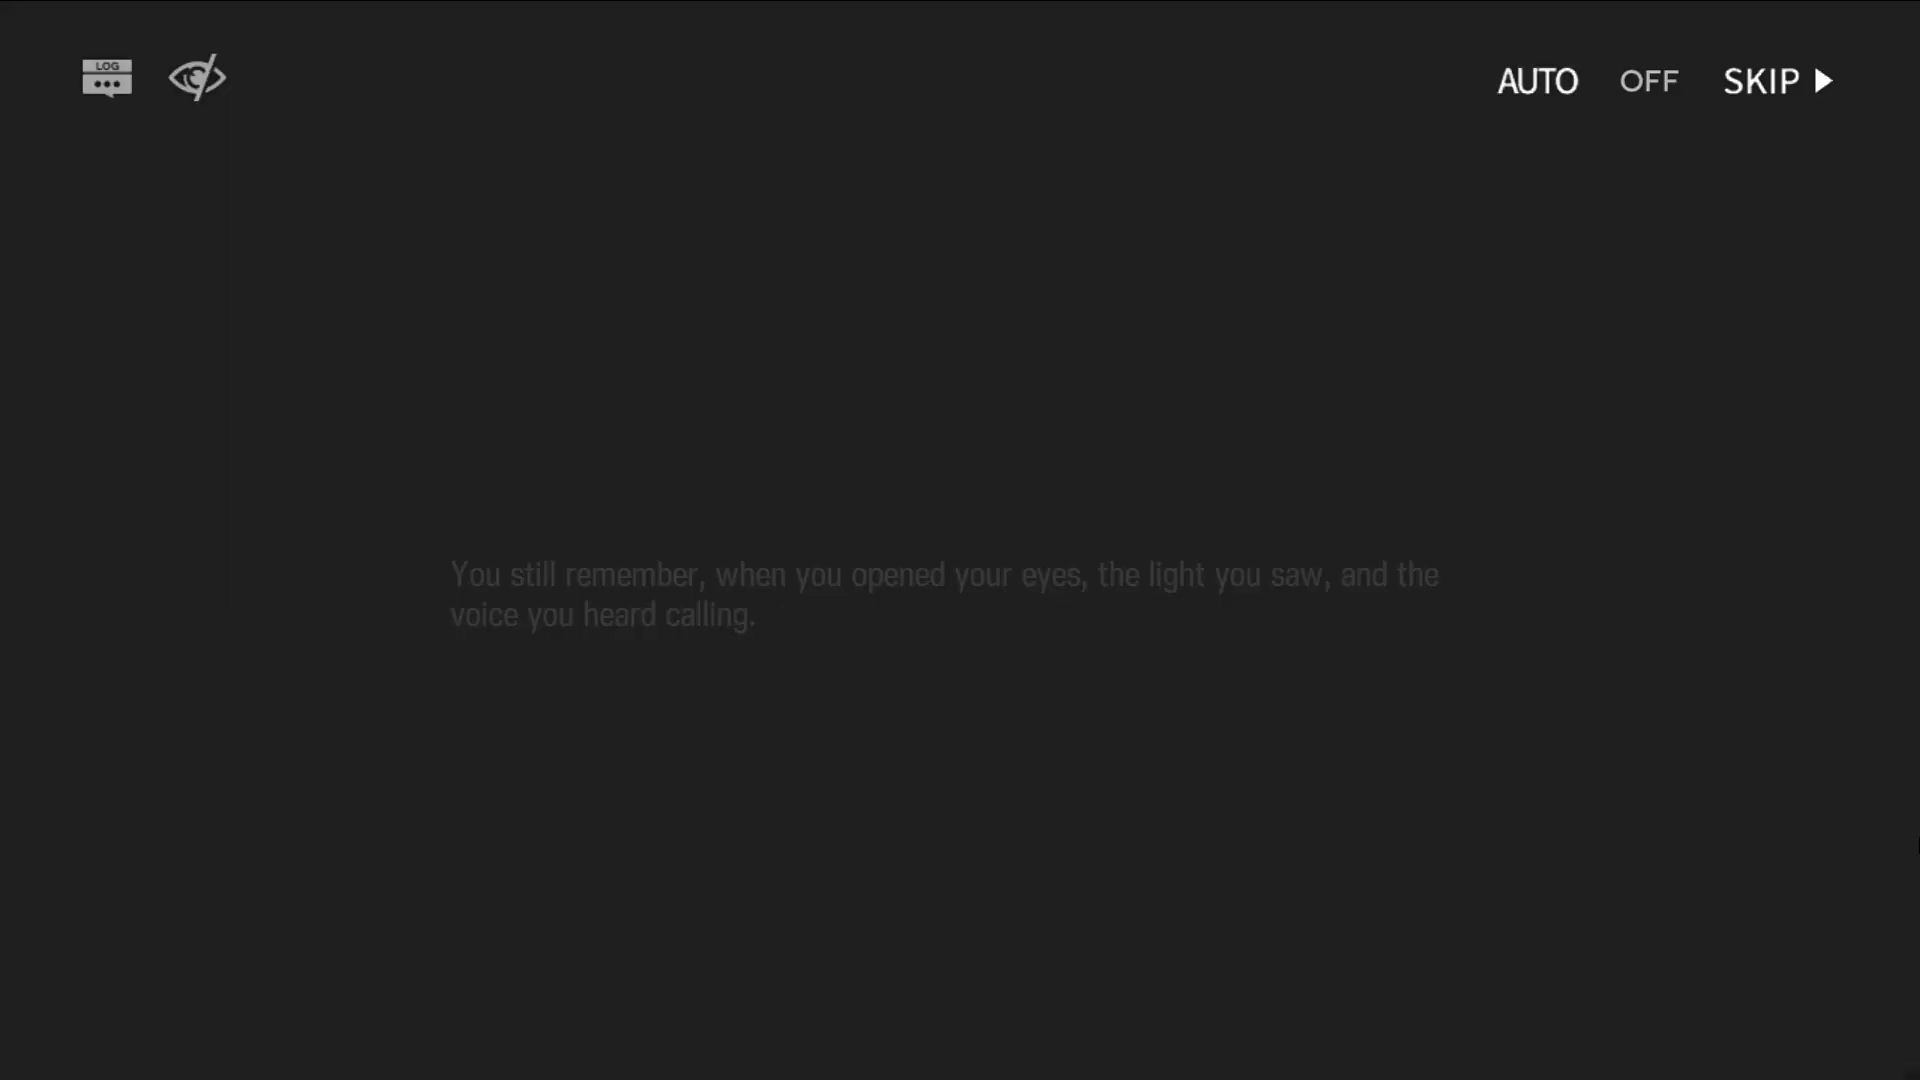 LOG
AUTO OFF SKIP
You still remember, when you opened your eyes, the light you saw, and the
voice you heard calling.